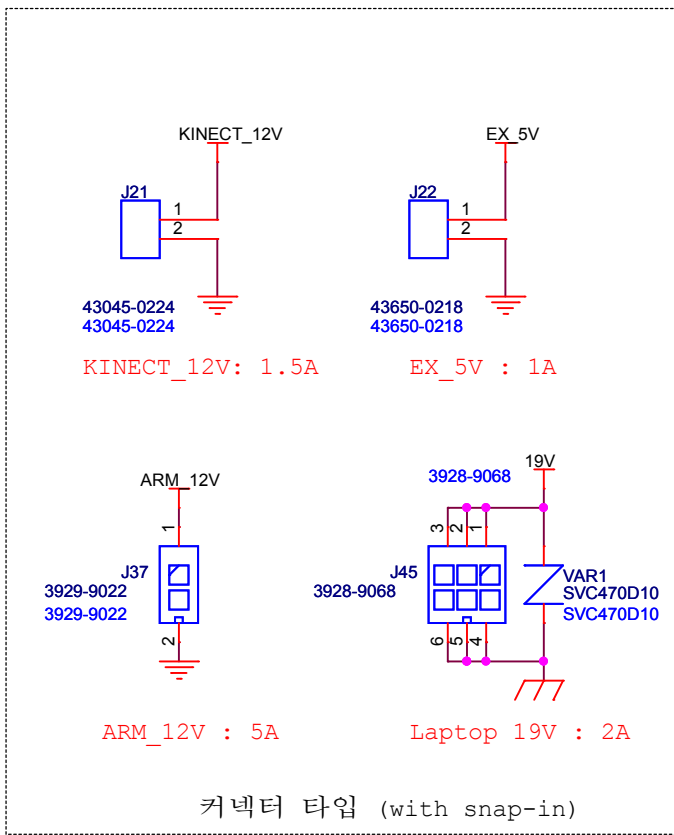 KINECT_12V
J21
1
2
43045-0224
43045-0224
KINECT_12V: 1.5A
EX_5V
J22
1
2
43650-0218
43650-0218
EX_5V : 1A
ARM_12V
1
J37
3929-9022
3929-9022
2
ARM_12V : 5A
19V
3928-9068
3 2 1
J45
3928-9068
6 5 4
VAR1
SVC470D10
SVC470D10
Laptop 19V : 2A
커넥터 타입 (with snap-in)